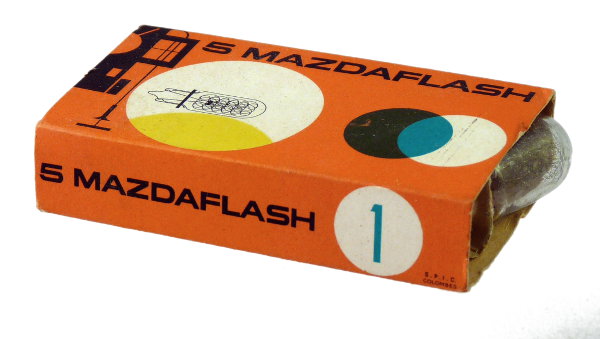 5 MAZDAFLASH
5 MAZDAFLASH
1
S.P.I.C.
COLOMBES